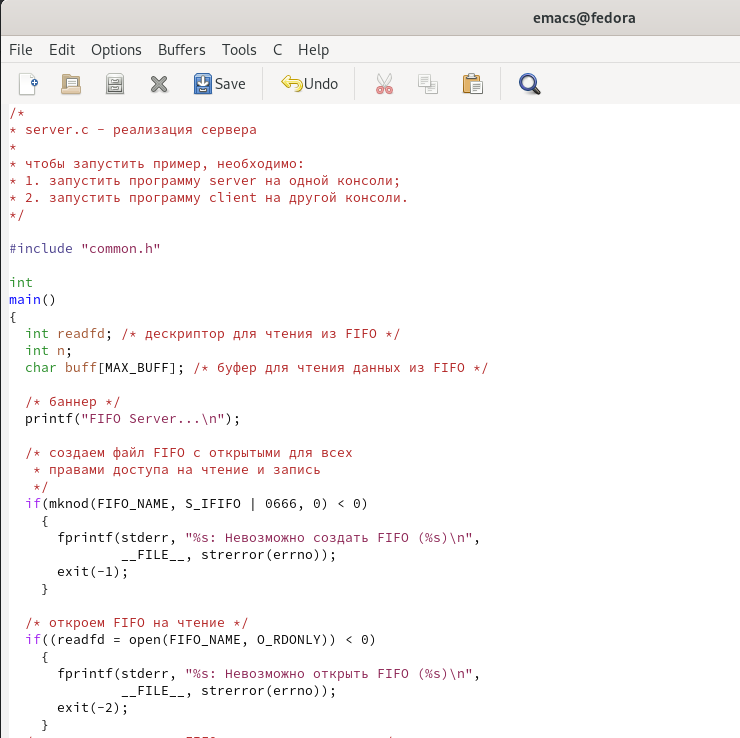 emacs@fedora
File Edit Options Buffers Tools C Help
Save Undo
/*
* server.c - реализация сервера
*
* чтобы запустить пример, необходимо:
* 1. запустить программу server на одной консоли;
* 2. запустить программу client на другой консоли.
*/
#include "common.h"
int
main()
{
int readfd; /* дескриптор для чтения из FIFO */
int n;
char buff[MAX_BUFF]; /* буфер для чтения данных из FIFO */
/* баннер */
printf("FIFO Server...\n");
/* создаем файл FIFO с открытыми для всех
* правами доступа на чтение и запись
*/
if(mknod(FIFO_NAME, S_IFIFO | 0666, 0) < 0)
{
fprintf(stderr, "%s: Невозможно создать FIFO (%s)\n",
__FILE__, strerror(errno));
exit(-1);
}
/* откроем FIFO на чтение */
if((readfd = open(FIFO_NAME, O_RDONLY)) < 0)
{
fprintf(stderr, "%s: Невозможно открыть FIFO (%s)\n",
__FILE__, strerror(errno));
exit(-2);
}